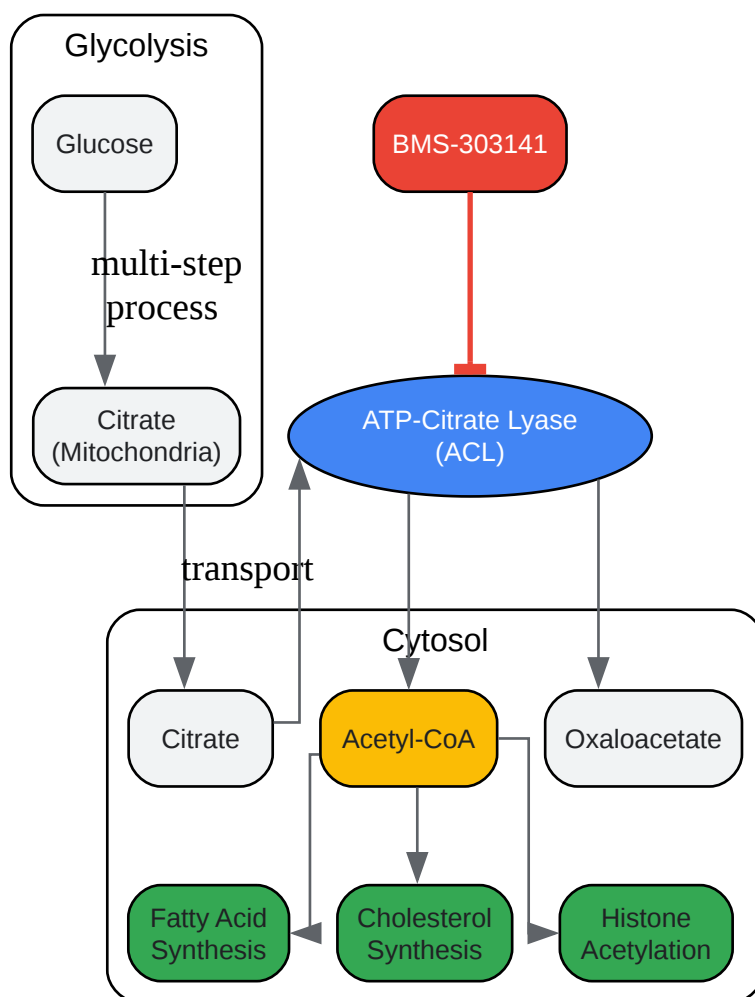 Glycolysis
Glucose
BMS-303141
multi-step
process
Citrate
(Mitochondria)
ATP-Citrate Lyase
(ACL)
transport
Cytosol
Citrate
Acetyl-CoA
Oxaloacetate
Fatty Acid
Synthesis
Cholesterol
Synthesis
Histone
Acetylation